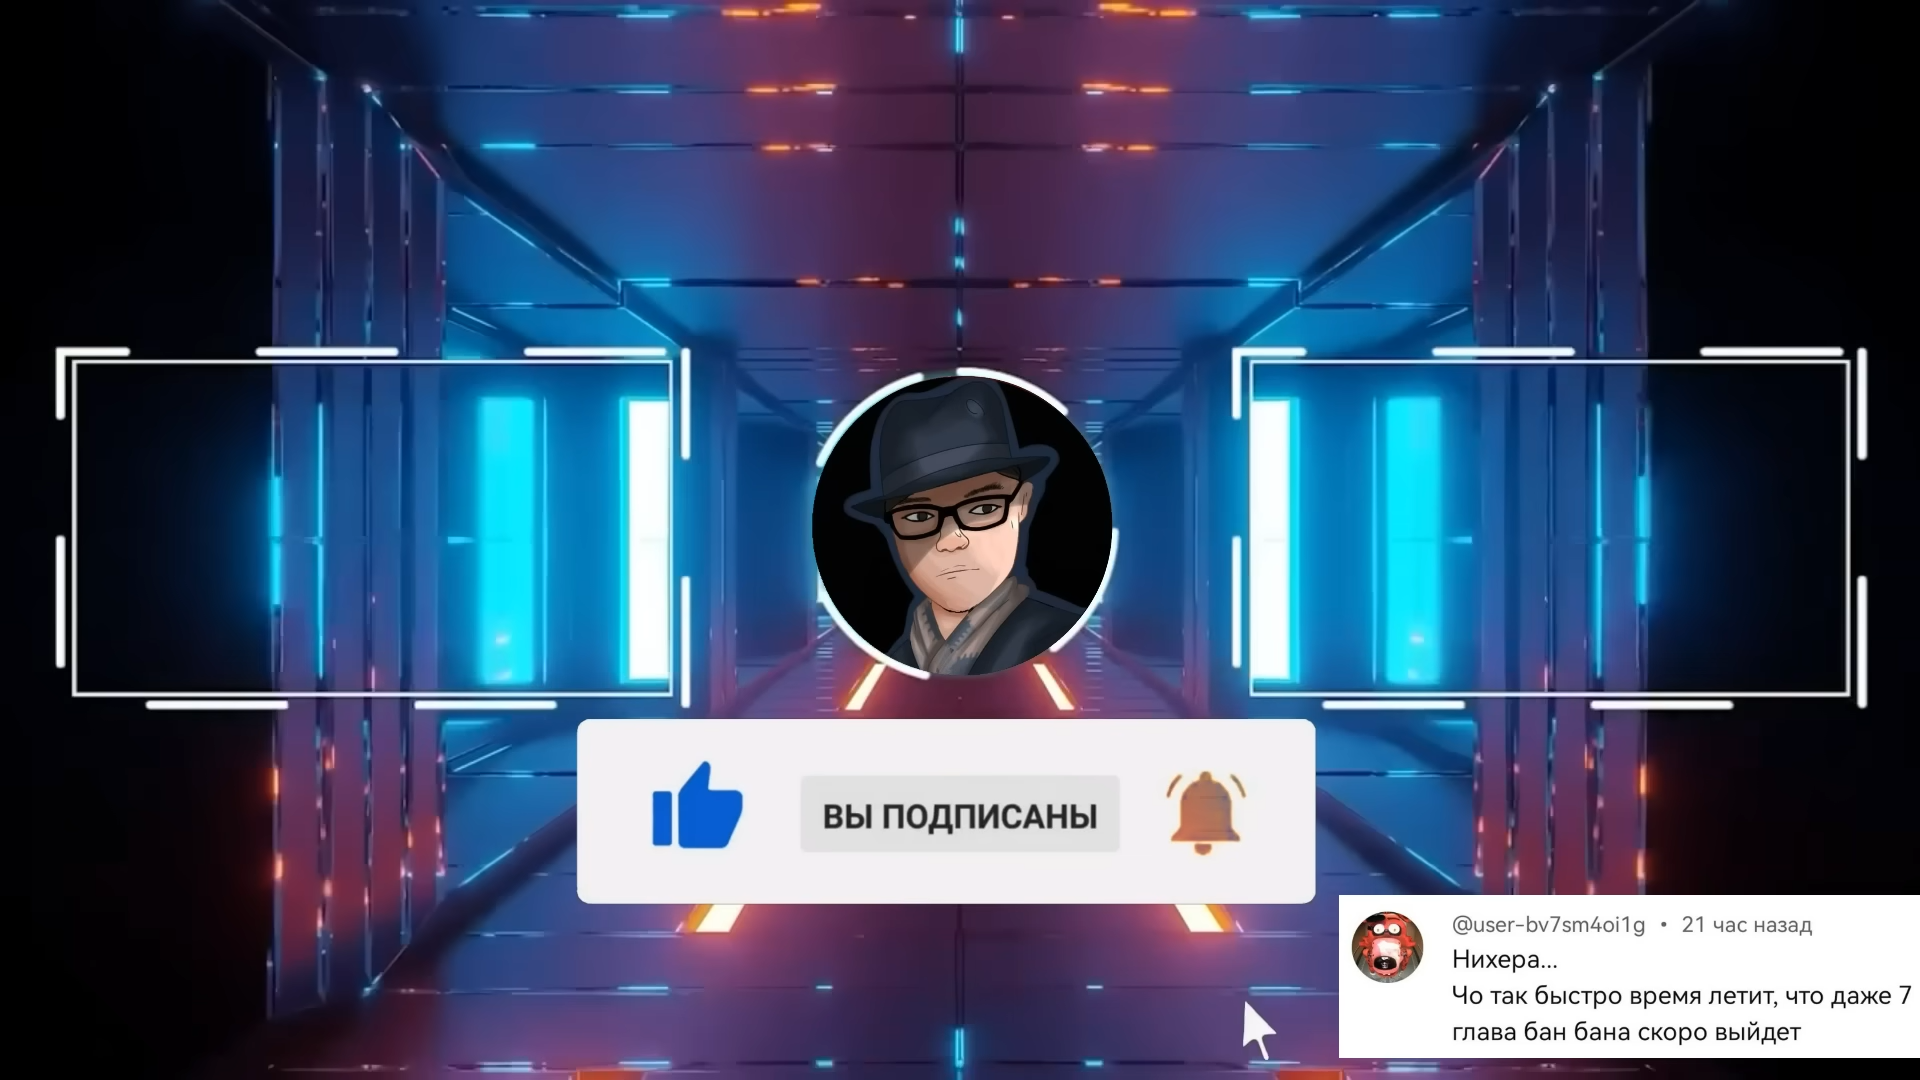 ВЫ ПОДПИСАНЫ
@user-bv7sm4oi1g • 21 час назад
Нихера...
Чо так быстро время летит, что даже 7
глава бан бана скоро выйдет